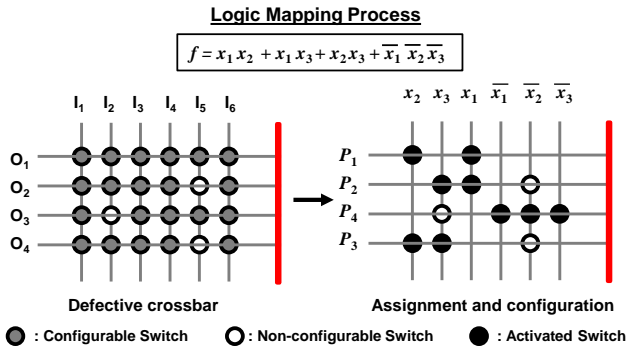 Logic Mapping Process
f = x₁ x₂ + x₁ x₃ + x₂ x₃ + x̅₁ x̅₂ x̅₃
I₁ I₂ I₃ I₄ I₅ I₆
O₁
O₂
O₃
O₄
Defective crossbar
x₂ x₃ x₁ x̅₁ x̅₂ x̅₃
P₁
P₂
P₄
P₃
Assignment and configuration
: Configurable Switch
: Non-configurable Switch
: Activated Switch